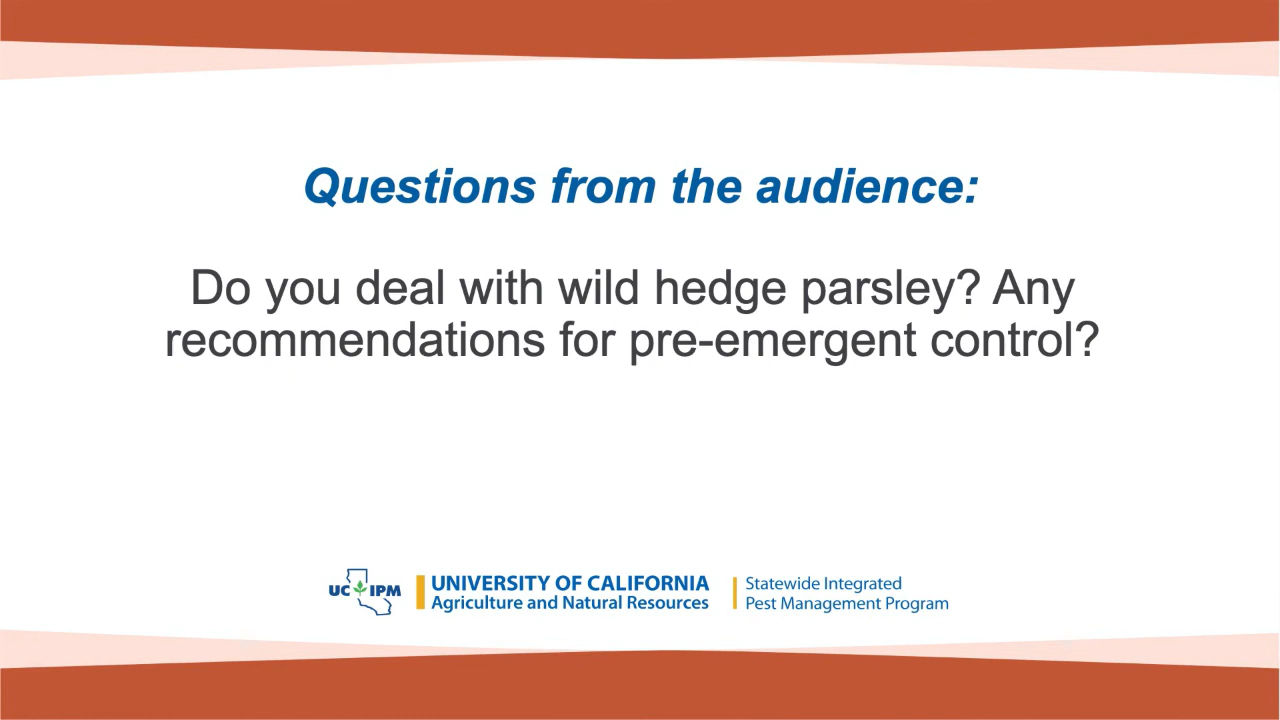 Questions from the audience:
Do you deal with wild hedge parsley? Any
recommendations for pre-emergent control?
UC IPM
UNIVERSITY OF CALIFORNIA
Agriculture and Natural Resources
Statewide Integrated
Pest Management Program